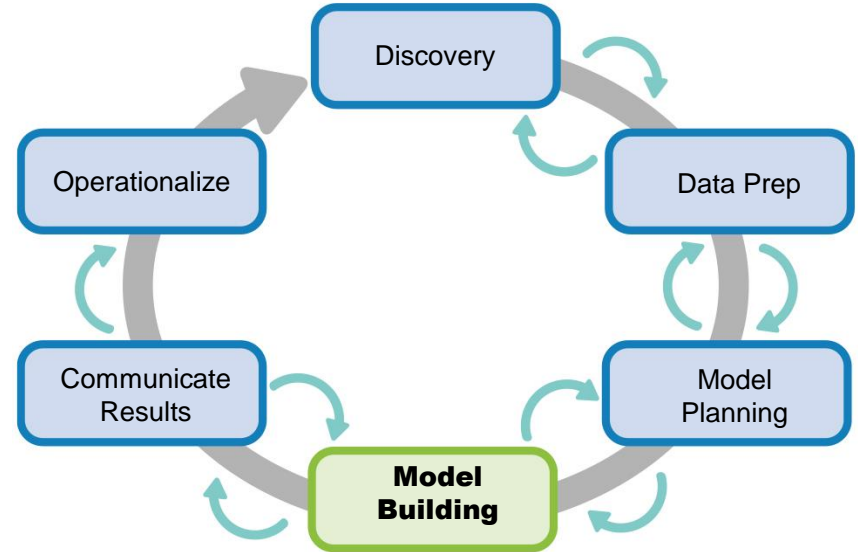 Discovery
Data Prep
Model
Planning
Model
Building
Communicate
Results
Operationalize